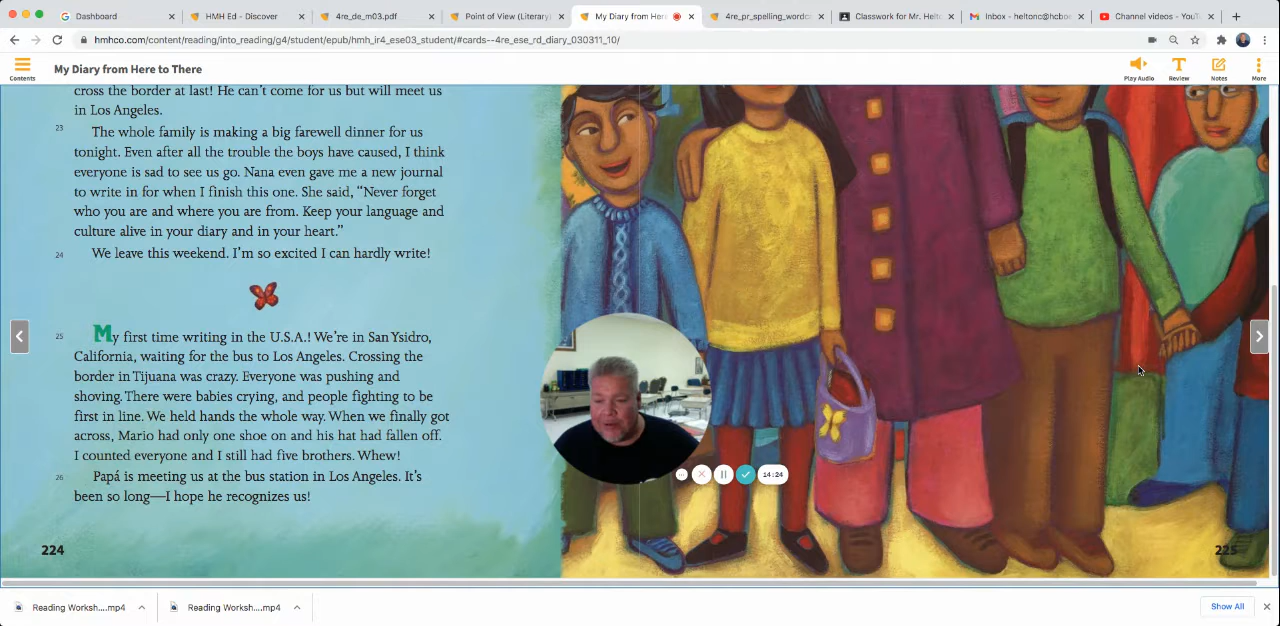 Dashboard
HMH Ed - Discover
4re_de_m03.pdf
Point of View (Literary)
My Diary from Here
4re_pr_spelling_wordc
Classwork for Mr. Helto
Inbox - heltonc@hcboe
Channel videos - YouT
hmhco.com/content/reading/into_reading/g4/student/epub/hmh_ir4_ese03_student/#cards--4re_ese_rd_diary_030311_10/
Contents
My Diary from Here to There
Play Audio
Review
Notes
More
cross the border at last! He can't come for us but will meet us
in Los Angeles.
23 The whole family is making a big farewell dinner for us
tonight. Even after all the trouble the boys have caused, I think
everyone is sad to see us go. Nana even gave me a new journal
to write in for when I finish this one. She said, "Never forget
who you are and where you are from. Keep your language and
culture alive in your diary and in your heart."
24 We leave this weekend. I'm so excited I can hardly write!
25 My first time writing in the U.S.A.! We're in San Ysidro,
California, waiting for the bus to Los Angeles. Crossing the
border in Tijuana was crazy. Everyone was pushing and
shoving. There were babies crying, and people fighting to be
first in line. We held hands the whole way. When we finally got
across, Mario had only one shoe on and his hat had fallen off.
I counted everyone and I still had five brothers. Whew!
26 Papá is meeting us at the bus station in Los Angeles. It's
been so long—I hope he recognizes us!
14:24
224
225
Reading Worksh....mp4
Reading Worksh....mp4
Show All